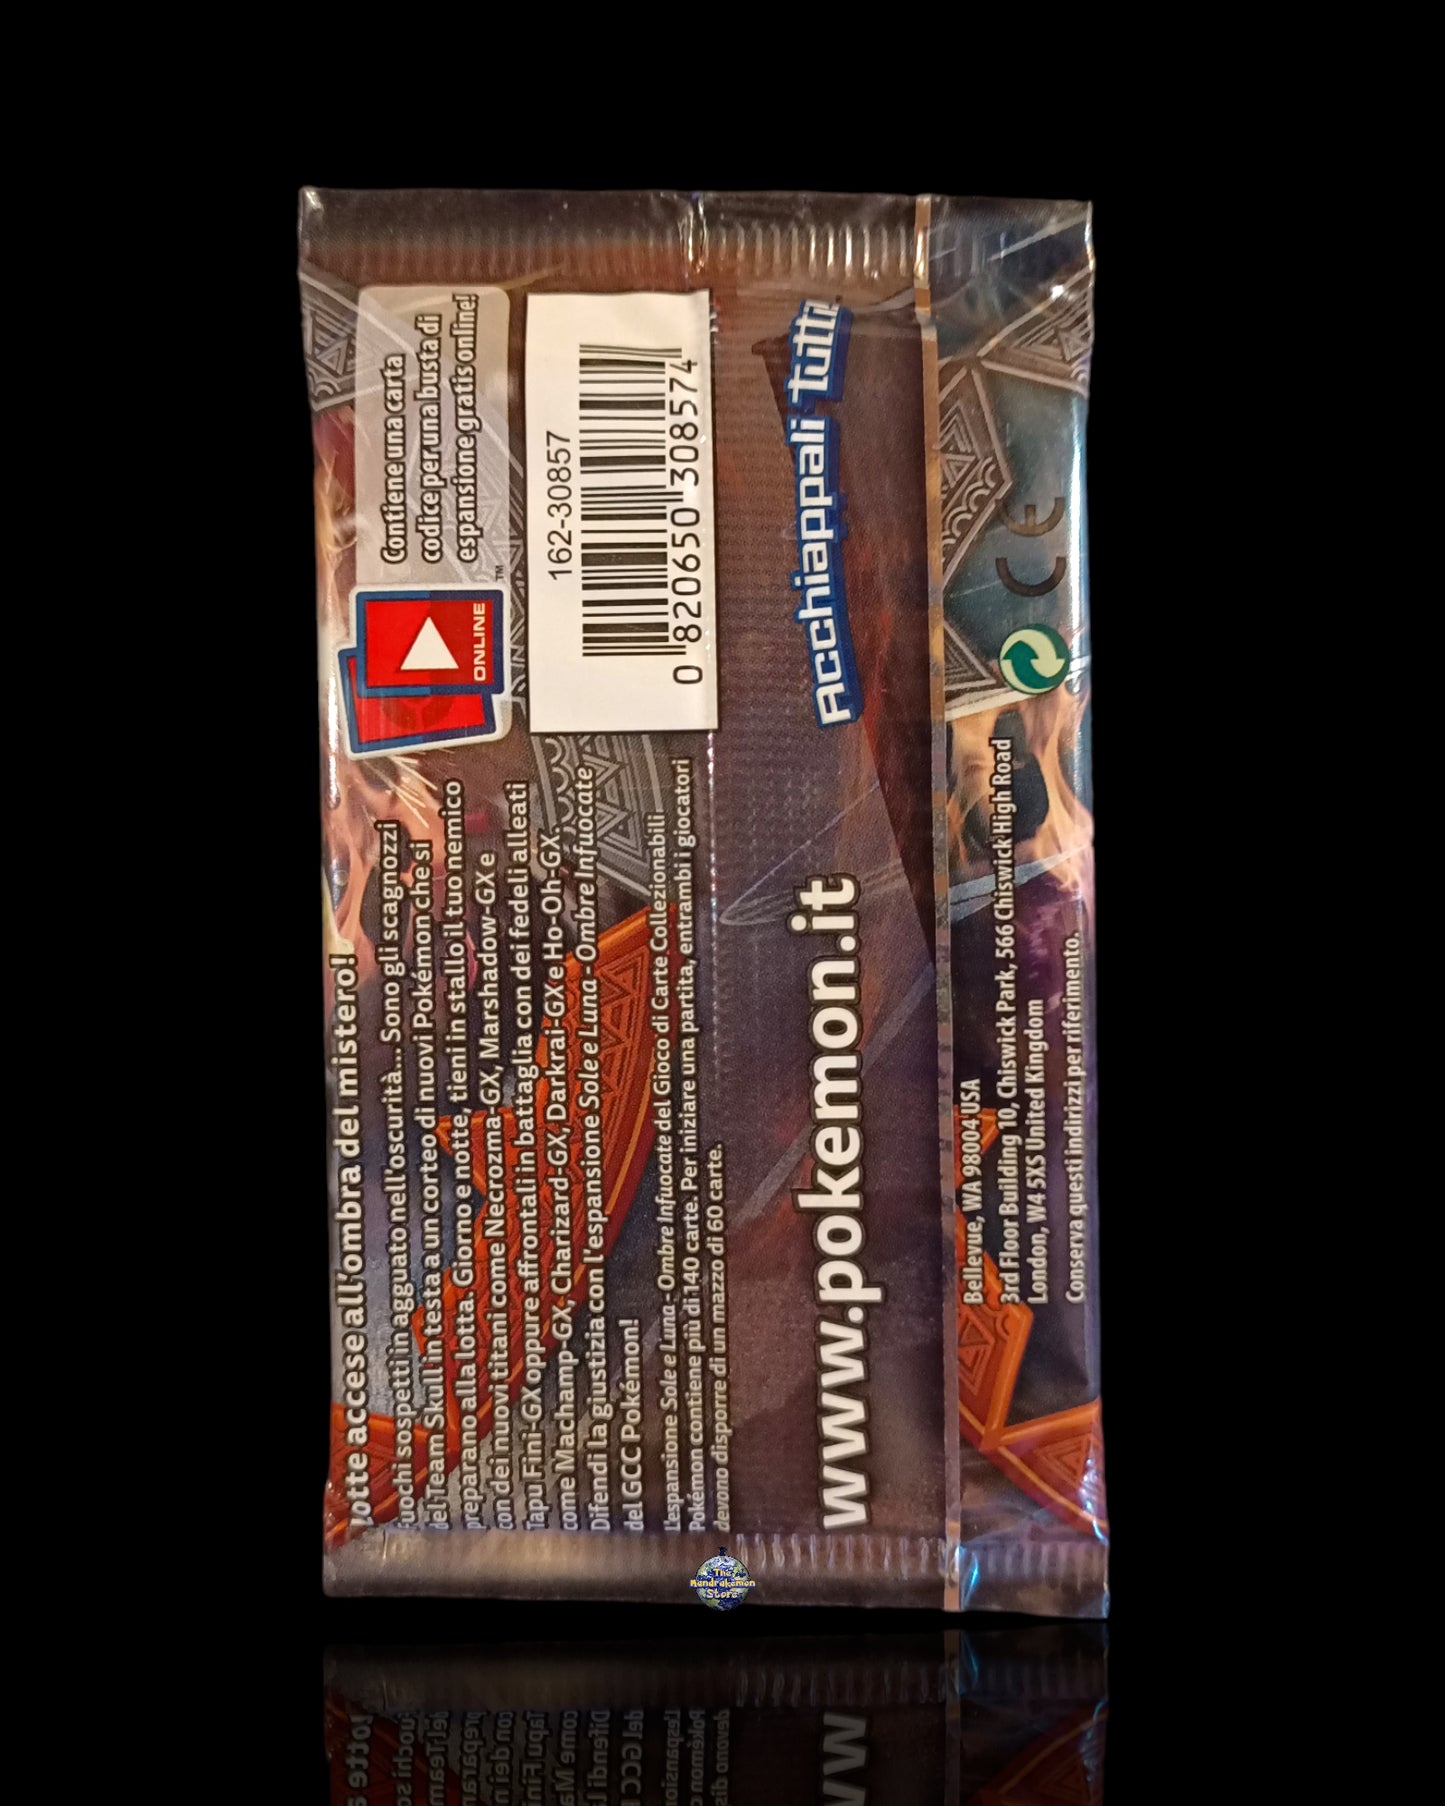 Lotte accese all'ombra del mistero!
Fuochi sospetti in agguato nell'oscurità... Sono gli scagnozzi
del Team Skull in testa a un corteo di nuovi Pokémon che si
preparano alla lotta. Giorno e notte, tieni in stallo il tuo nemico
con dei nuovi titani come Necrozma-GX, Marshadow-GX e
Tapu Fini-GX oppure affrontali in battaglia con dei fedeli alleati
come Machamp-GX, Charizard-GX, Darkrai-GX e Ho-Oh-GX.
Difendi la giustizia con l'espansione Sole e Luna - Ombre Infuocate
del GCC Pokémon!
L'espansione Sole e Luna - Ombre Infuocate del Gioco di Carte Collezionabili
Pokémon contiene più di 140 carte. Per iniziare una partita, entrambi i giocatori
devono disporre di un mazzo di 60 carte.
ONLINE™
Contiene una carta
codice per una busta di
espansione gratis online!
162-30857
0 820650 308574
www.pokemon.it
Acchiappali Tutti!
Bellevue, WA 98004 USA
3rd Floor Building 10, Chiswick Park, 566 Chiswick High Road
London, W4 5XS United Kingdom
Conserva questi indirizzi per riferimento.
CE
The
Mandrakemon
Store